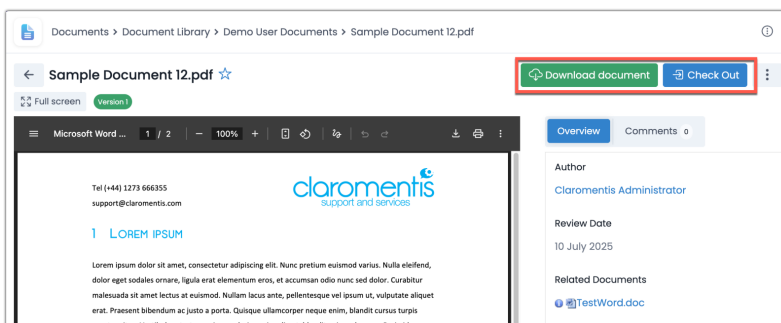 Documents > Document Library > Demo User Documents > Sample Document 12.pdf
Sample Document 12.pdf
Download document
Check Out
Full screen
Version 1
Microsoft Word ...
1 / 2
100%
Overview
Comments 0
Tel (+44) 1273 666355
support@claromentis.com
claromentis
support and services
1 LOREM IPSUM
Lorem ipsum dolor sit amet, consectetur adipiscing elit. Nunc pretium euismod varius. Nulla eleifend,
dolor eget sodales ornare, ligula erat elementum eros, et accumsan odio nunc sed dolor. Curabitur
malesuada sit amet lectus at euismod. Nullam lacus ante, pellentesque vel ipsum ut, vulputate aliquet
erat. Praesent bibendum ac justo a porta. Quisque ullamcorper neque enim, blandit cursus turpis
Author
Claromentis Administrator
Review Date
10 July 2025
Related Documents
TestWord.doc